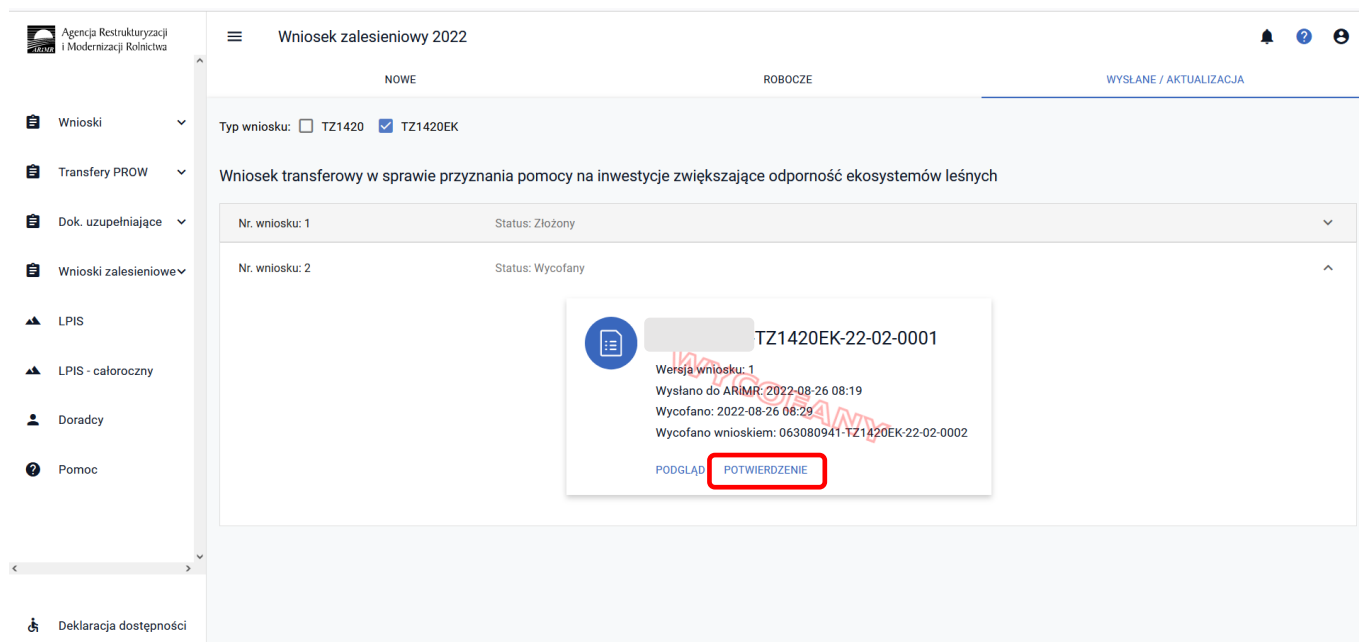 Agencja Restrukturyzacji
i Modernizacji Rolnictwa
ARiMR
Wniosek zalesieniowy 2022
NOWE
ROBOCZE
WYSŁANE / AKTUALIZACJA
Wnioski
Transfery PROW
Dok. uzupełniające
Wnioski zalesieniowe
LPIS
LPIS - całoroczny
Doradcy
Pomoc
Deklaracja dostępności
Typ wniosku: TZ1420 TZ1420EK
Wniosek transferowy w sprawie przyznania pomocy na inwestycje zwiększające odporność ekosystemów leśnych
Nr. wniosku: 1 Status: Złożony
Nr. wniosku: 2 Status: Wycofany
-TZ1420EK-22-02-0001
Wersja wniosku: 1
Wysłano do ARiMR: 2022-08-26 08:19
Wycofano: 2022-08-26 08:29
Wycofano wnioskiem: 063080941-TZ1420EK-22-02-0002
WYCOFANY
PODGLĄD POTWIERDZENIE